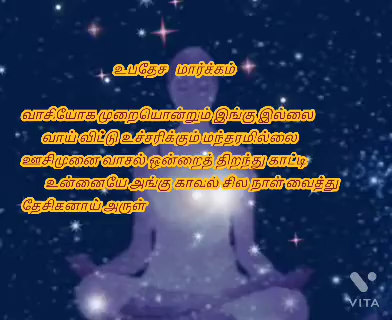 உபதேச மார்க்கம்
வாசியோக முறையொன்றும் இங்கு இல்லை
வாய் விட்டு உச்சரிக்கும் மந்தரமில்லை
ஊசிமுனை வாசல் ஒன்றைத் திறந்து காட்டி
உன்னையே அங்கு காவல் சில நாள் வைத்து
தேசிகனாய் அருள்
VITA